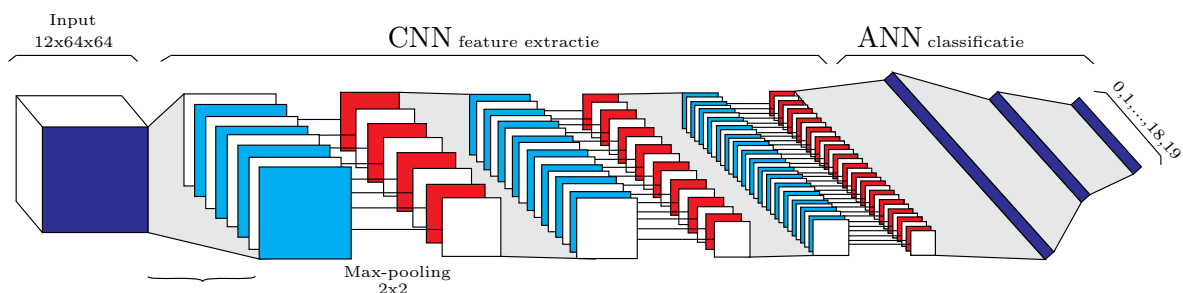 Input
12x64x64
CNN feature extractie
ANN classificatie
0,1,...,18,19
Max-pooling
2x2